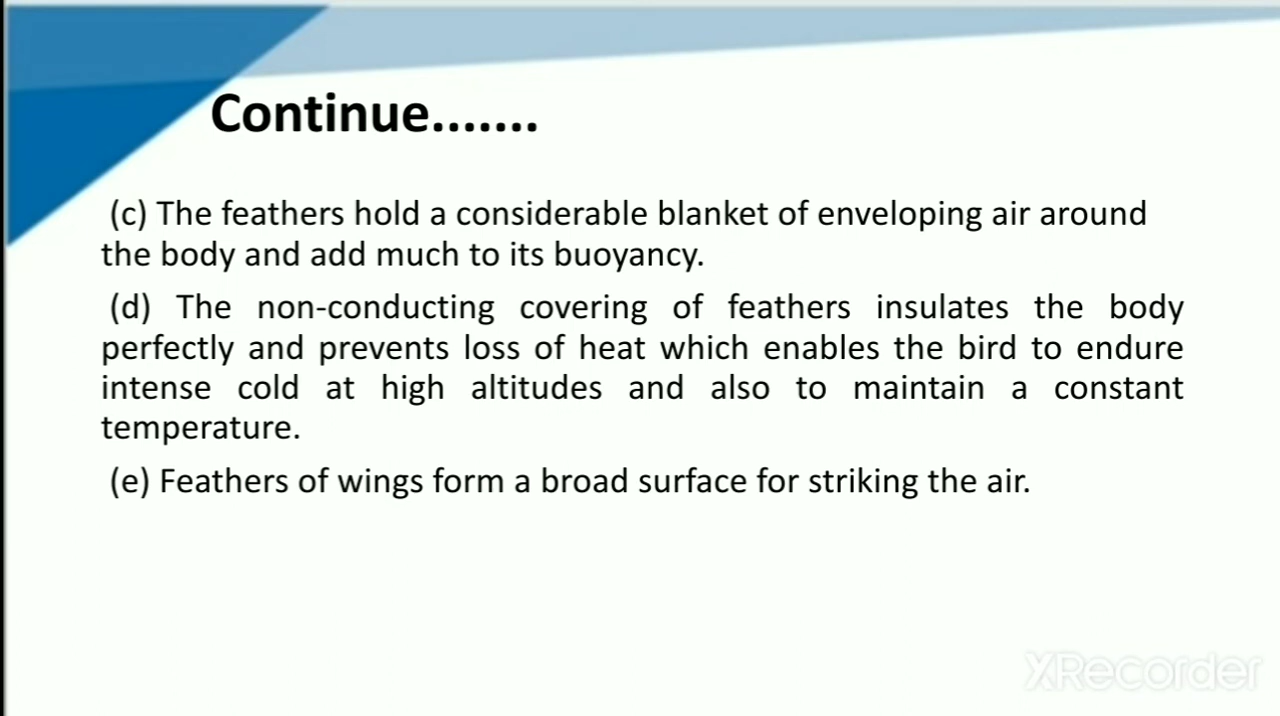 Continue.......
(c) The feathers hold a considerable blanket of enveloping air around
the body and add much to its buoyancy.
(d) The non-conducting covering of feathers insulates the body
perfectly and prevents loss of heat which enables the bird to endure
intense cold at high altitudes and also to maintain a constant
temperature.
(e) Feathers of wings form a broad surface for striking the air.
XRecorder